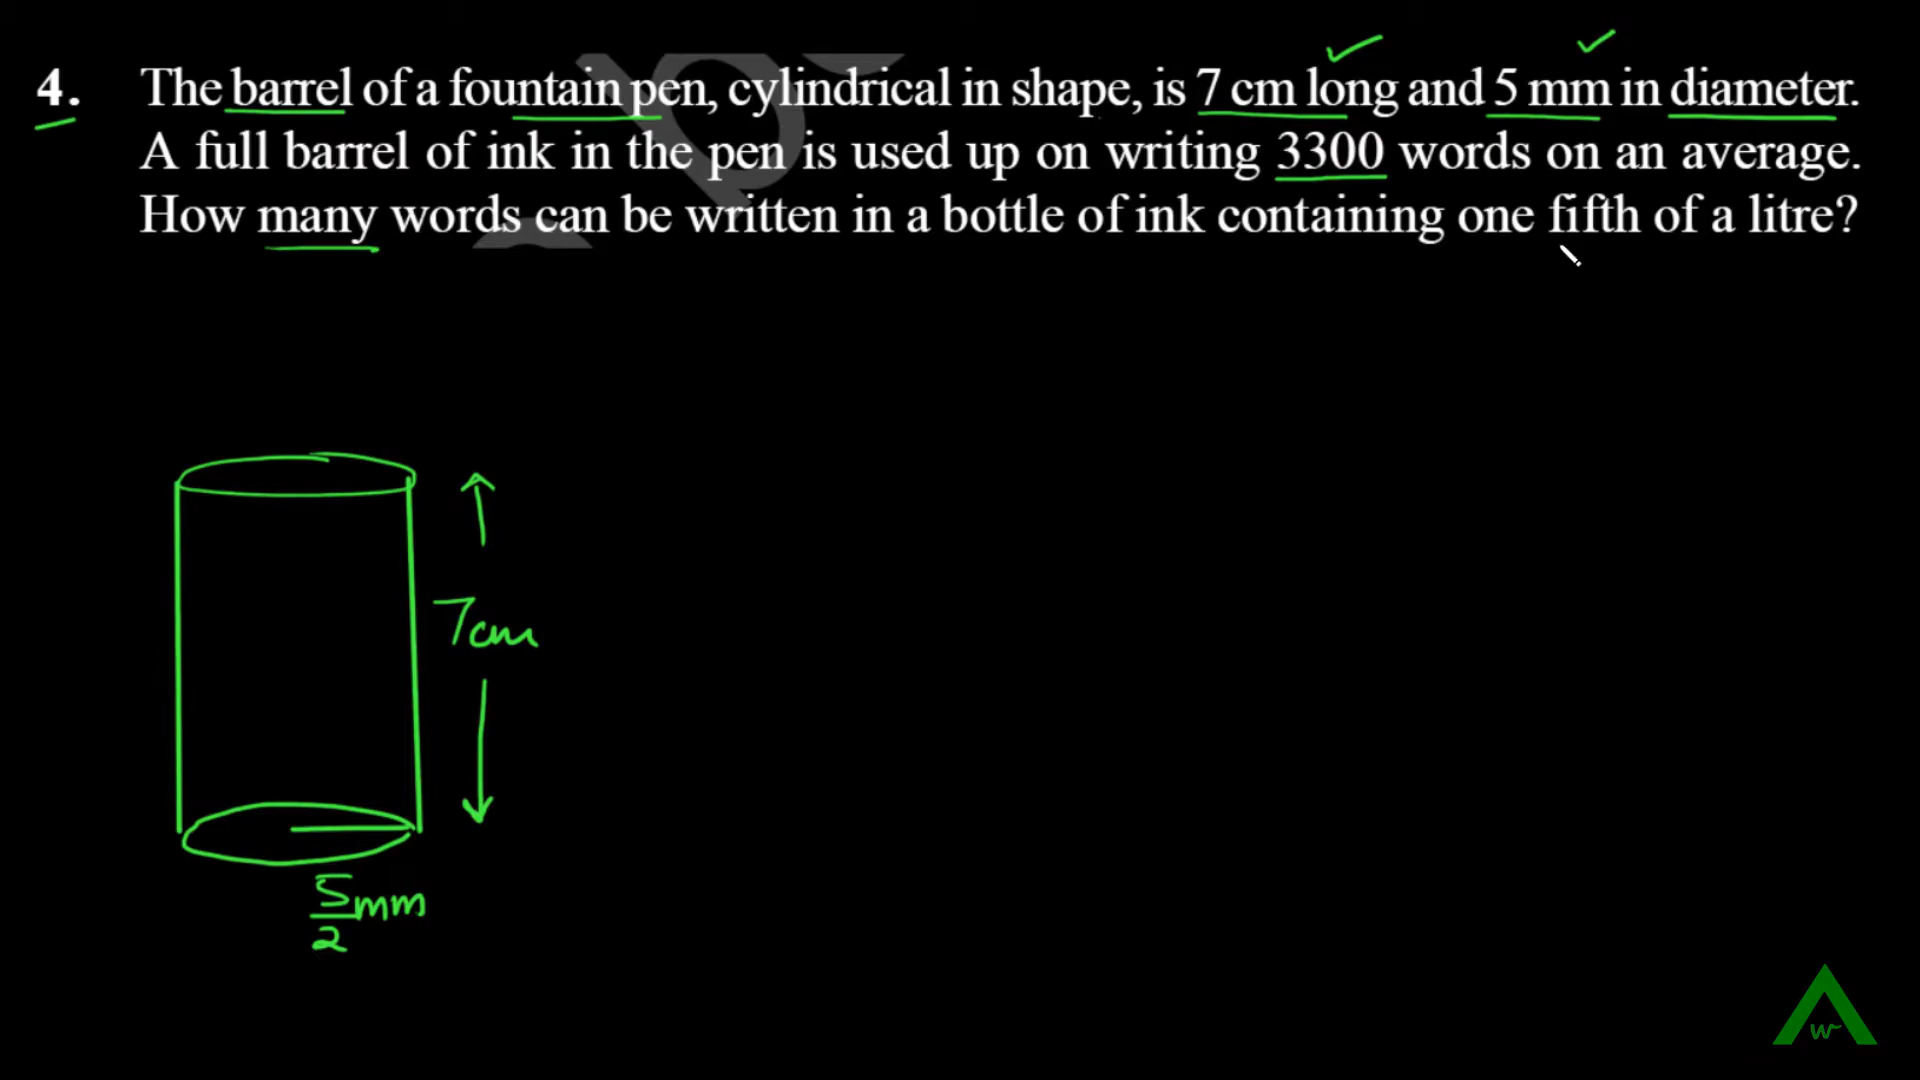 4. The barrel of a fountain pen, cylindrical in shape, is 7 cm long and 5 mm in diameter.
A full barrel of ink in the pen is used up on writing 3300 words on an average.
How many words can be written in a bottle of ink containing one fifth of a litre?
7cm
5/2 mm
w